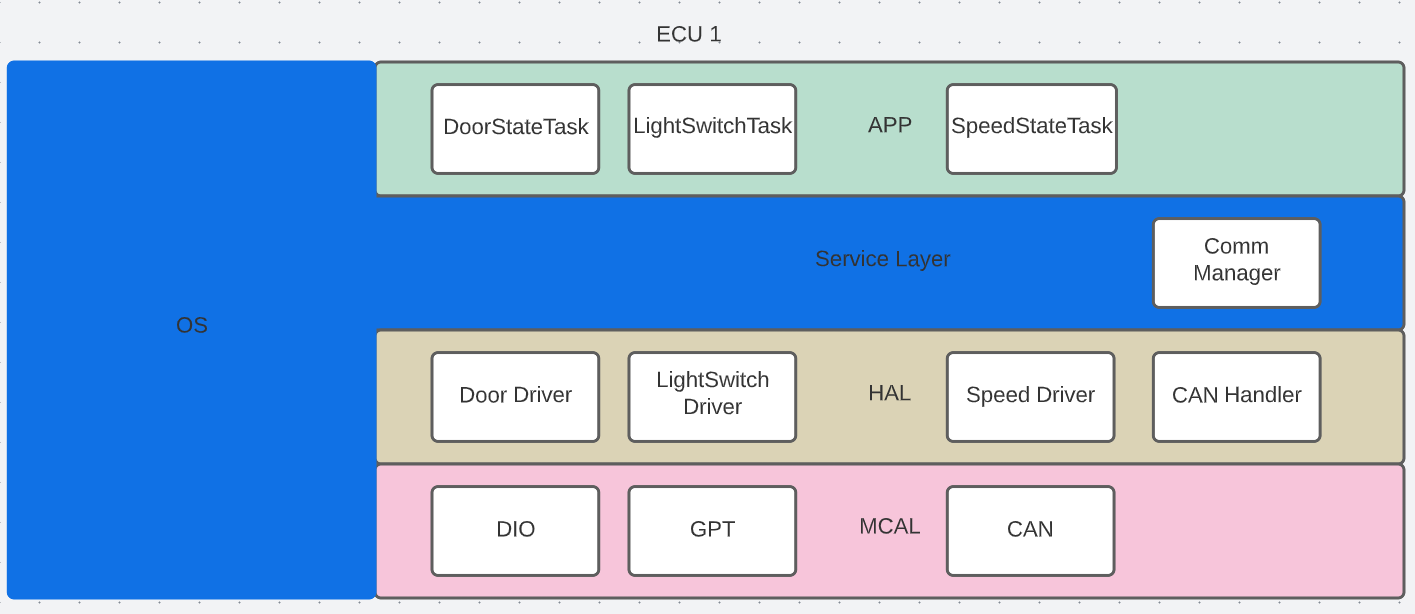 ECU 1
DoorStateTask
LightSwitchTask
APP
SpeedStateTask
Service Layer
Comm
Manager
OS
Door Driver
LightSwitch
Driver
HAL
Speed Driver
CAN Handler
DIO
GPT
MCAL
CAN